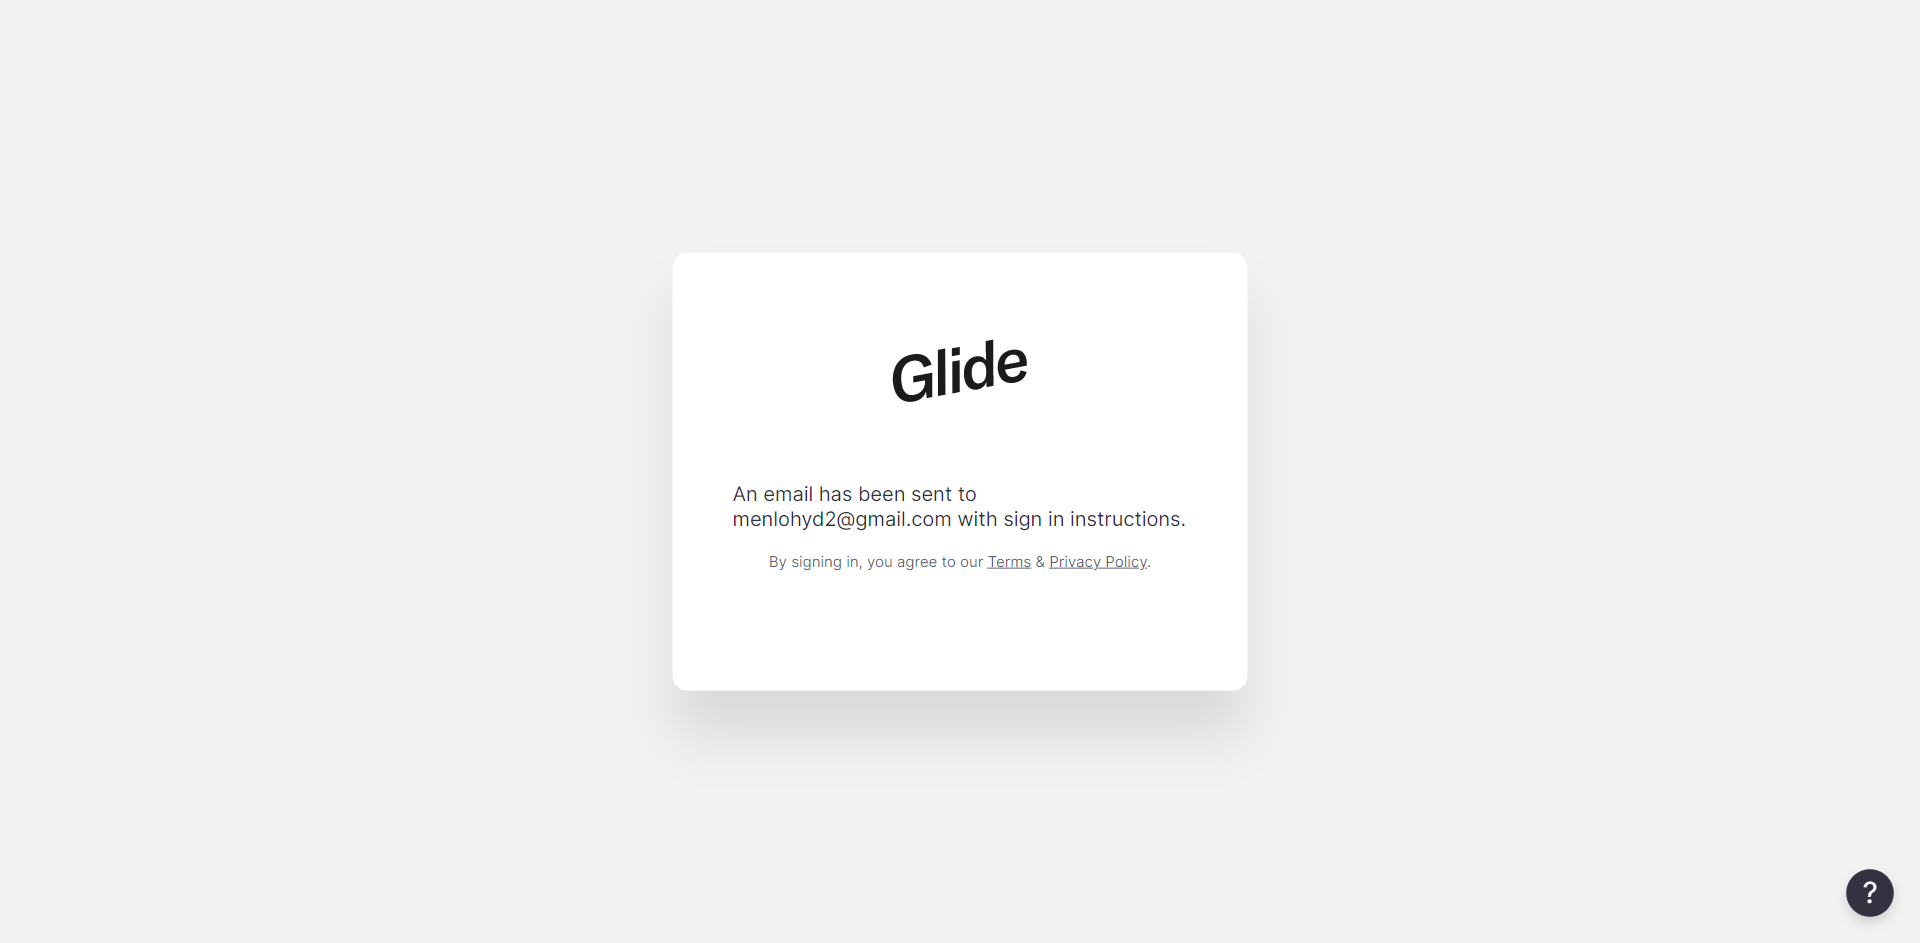 Glide
An email has been sent to
menlohyd2@gmail.com with sign in instructions.
By signing in, you agree to our Terms & Privacy Policy.
?